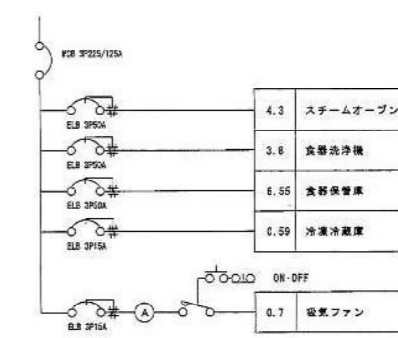 MCB 3P225/125A
ELB 3P50A
4.3 スチームオーブン
ELB 3P50A
3.8 食器洗浄機
ELB 3P50A
6.55 食器保管庫
ELB 3P15A
0.59 冷凍冷蔵庫
ON-OFF
ELB 3P15A
A
0.7 吸気ファン